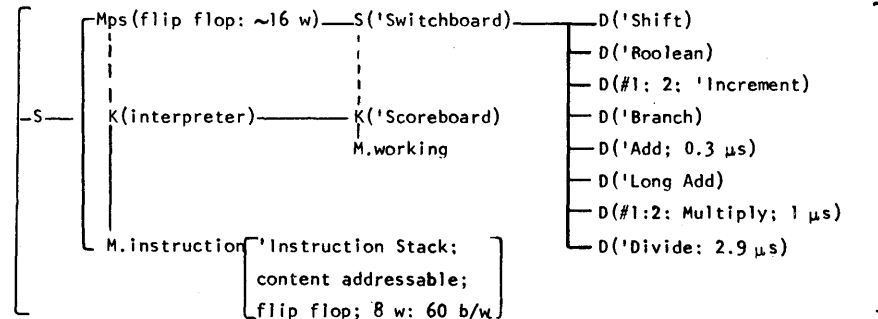 Mps(flip flop: ~16 w) S('Switchboard) D('Shift)
D('Roolean)
D(#1: 2: 'Increment)
S K(interpreter) K('Scoreboard) D('Branch)
M.working D('Add; 0.3 μs)
D('Long Add)
D(#1:2: Multiply; 1 μs)
M.instruction 'Instruction Stack; D('Divide: 2.9 μs)
content addressable;
flip flop; 8 w: 60 b/w